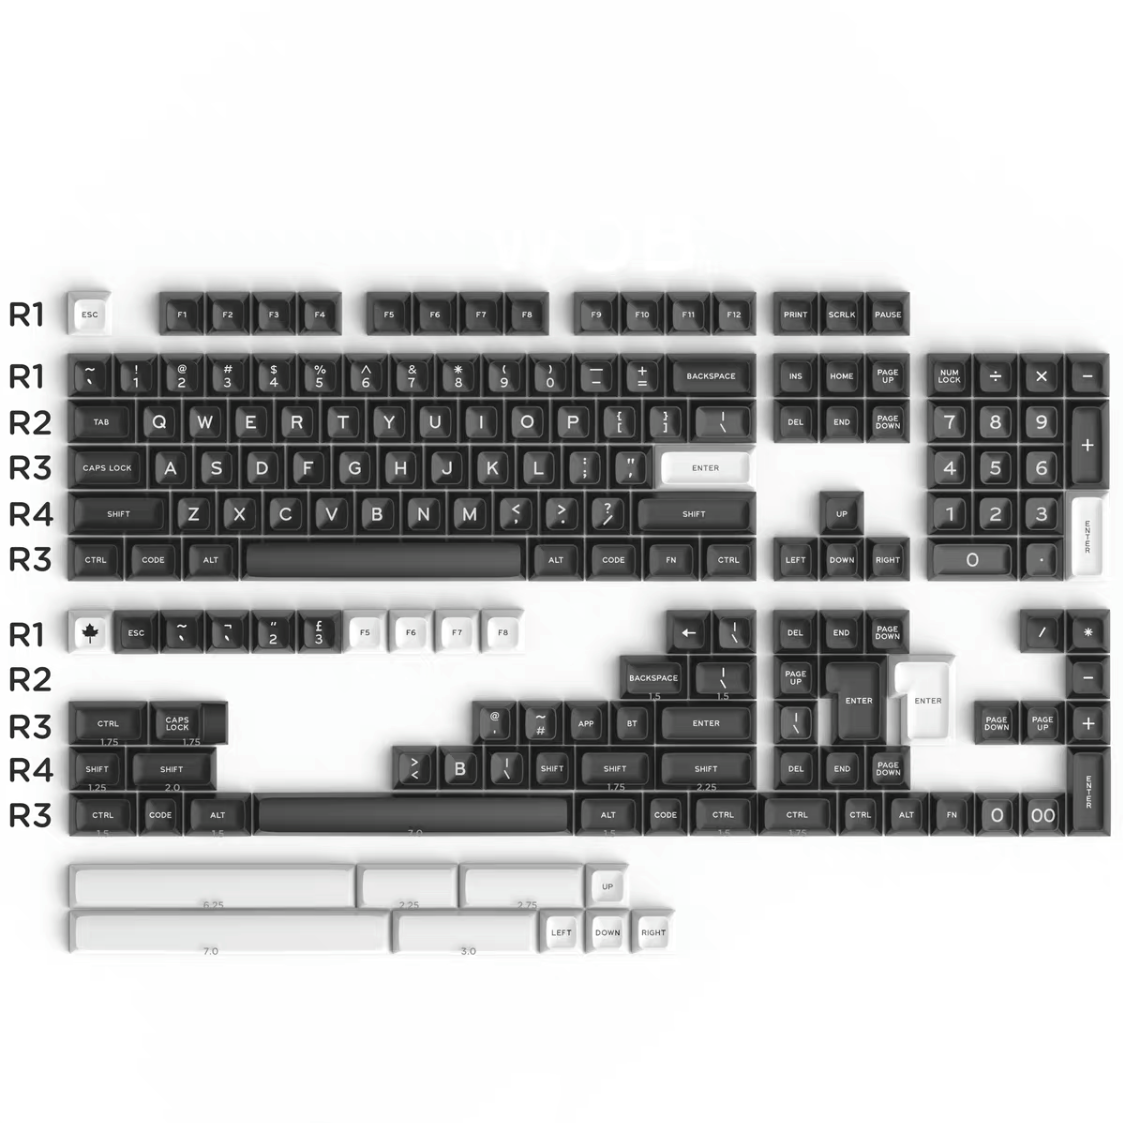 R1 ESC F1 F2 F3 F4 F5 F6 F7 F8 F9 F10 F11 F12 PRINT SCRLK PAUSE
R1 ~ ` ! 1 @ 2 # 3 $ 4 % 5 ^ 6 & 7 * 8 ( 9 ) 0 — - + = BACKSPACE INS HOME PAGE UP NUM LOCK ÷ × −
R2 TAB Q W E R T Y U I O P { [ } ] | \ DEL END PAGE DOWN 7 8 9 +
R3 CAPS LOCK A S D F G H J K L : ; " ' ENTER 4 5 6
R4 SHIFT Z X C V B N M < , > . ? / SHIFT UP 1 2 3 ENTER
R3 CTRL CODE ALT ALT CODE FN CTRL LEFT DOWN RIGHT 0 .
R1 ESC ~ ` ¬ ` " 2 £ 3 F5 F6 F7 F8 ← | \ DEL END PAGE DOWN / *
R2 BACKSPACE 1.5 | \ 1.5 PAGE UP ENTER ENTER −
R3 CTRL 1.75 CAPS LOCK 1.75 @ ' ~ # APP BT ENTER | \ PAGE DOWN PAGE UP +
R4 SHIFT 1.25 SHIFT 2.0 > < B | \ SHIFT SHIFT 1.75 SHIFT 2.25 DEL END PAGE DOWN ENTER
R3 CTRL 1.5 CODE ALT 1.5 7.0 ALT 1.5 CODE CTRL 1.5 CTRL 1.75 CTRL ALT FN 0 00
6.25 2.25 2.75 UP
7.0 3.0 LEFT DOWN RIGHT